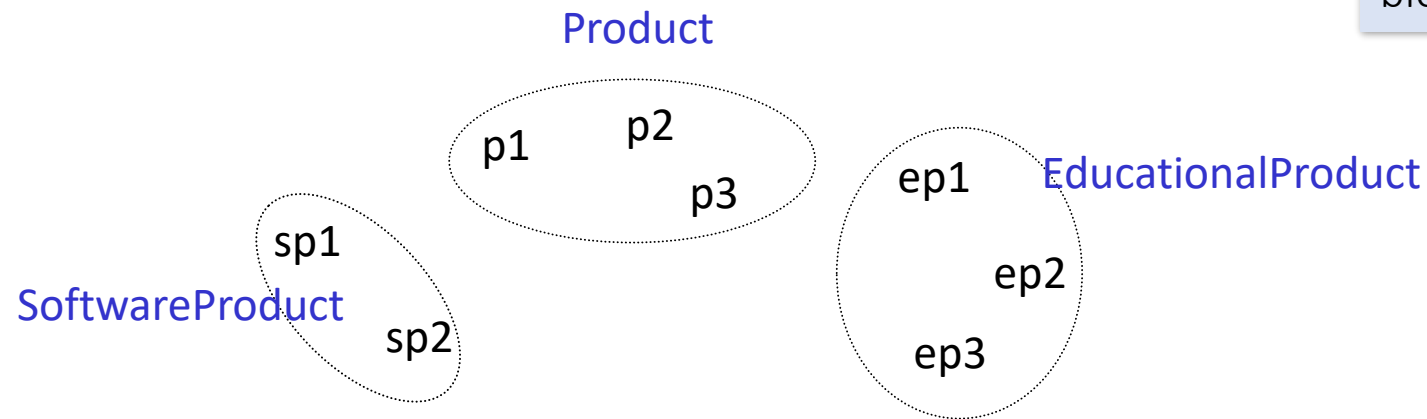 Product
p1
p2
p3
ep1
EducationalProduct
ep2
ep3
sp1
SoftwareProduct
sp2